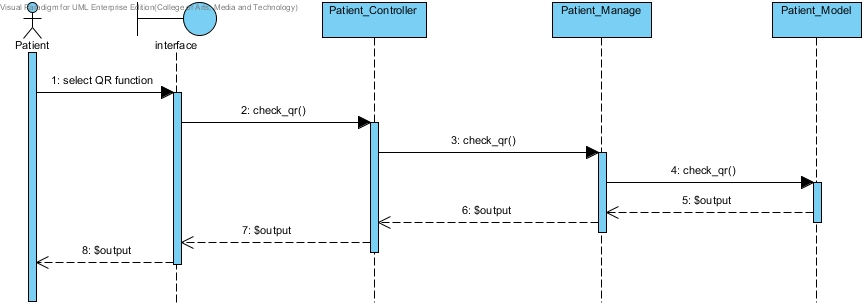 Visual Paradigm for UML Enterprise Edition(College of Arts, Media and Technology)
Patient_Controller
Patient_Manage
Patient_Model
Patient
interface
1: select QR function
2: check_qr()
3: check_qr()
4: check_qr()
5: $output
6: $output
7: $output
8: $output